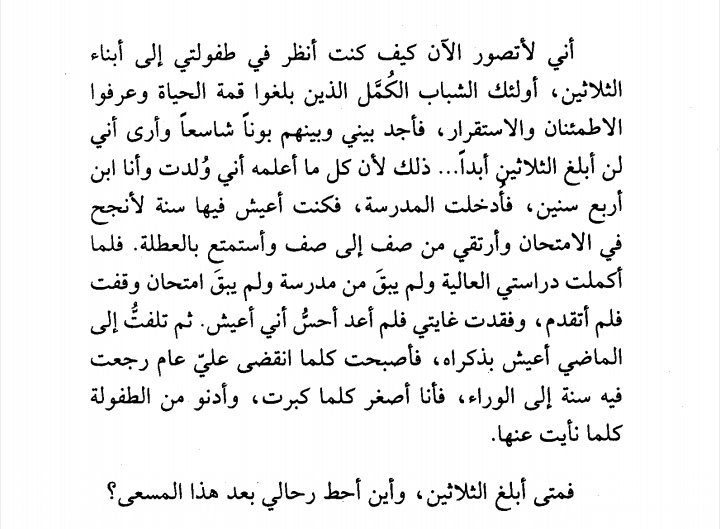 أني لأتصور الآن كيف كنت أنظر في طفولتي إلى أبناء
الثلاثين، أولئك الشباب الكُمَّل الذين بلغوا قمة الحياة وعرفوا
الاطمئنان والاستقرار، فأجد بيني وبينهم بوناً شاسعاً وأرى أني
لن أبلغ الثلاثين أبداً... ذلك لأن كل ما أعلمه أني وُلدت وأنا ابن
أربع سنين، فأُدخلت المدرسة، فكنت أعيش فيها سنة لأنجح
في الامتحان وأرتقي من صف إلى صف وأستمتع بالعطلة. فلما
أكملت دراستي العالية ولم يبقَ من مدرسة ولم يبقَ امتحان وقفت
فلم أتقدم، وفقدت غايتي فلم أعد أحسُّ أني أعيش. ثم تلفتُّ إلى
الماضي أعيش بذكراه، فأصبحت كلما انقضى عليّ عام رجعت
فيه سنة إلى الوراء، فأنا أصغر كلما كبرت، وأدنو من الطفولة
كلما نأيت عنها.
فمتى أبلغ الثلاثين، وأين أحط رحالي بعد هذا المسعى؟